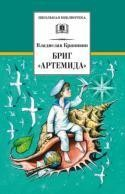 ШКОЛЬНАЯ БИБЛИОТЕКА
Владислав Крапивин
БРИГ
«АРТЕМИДА»